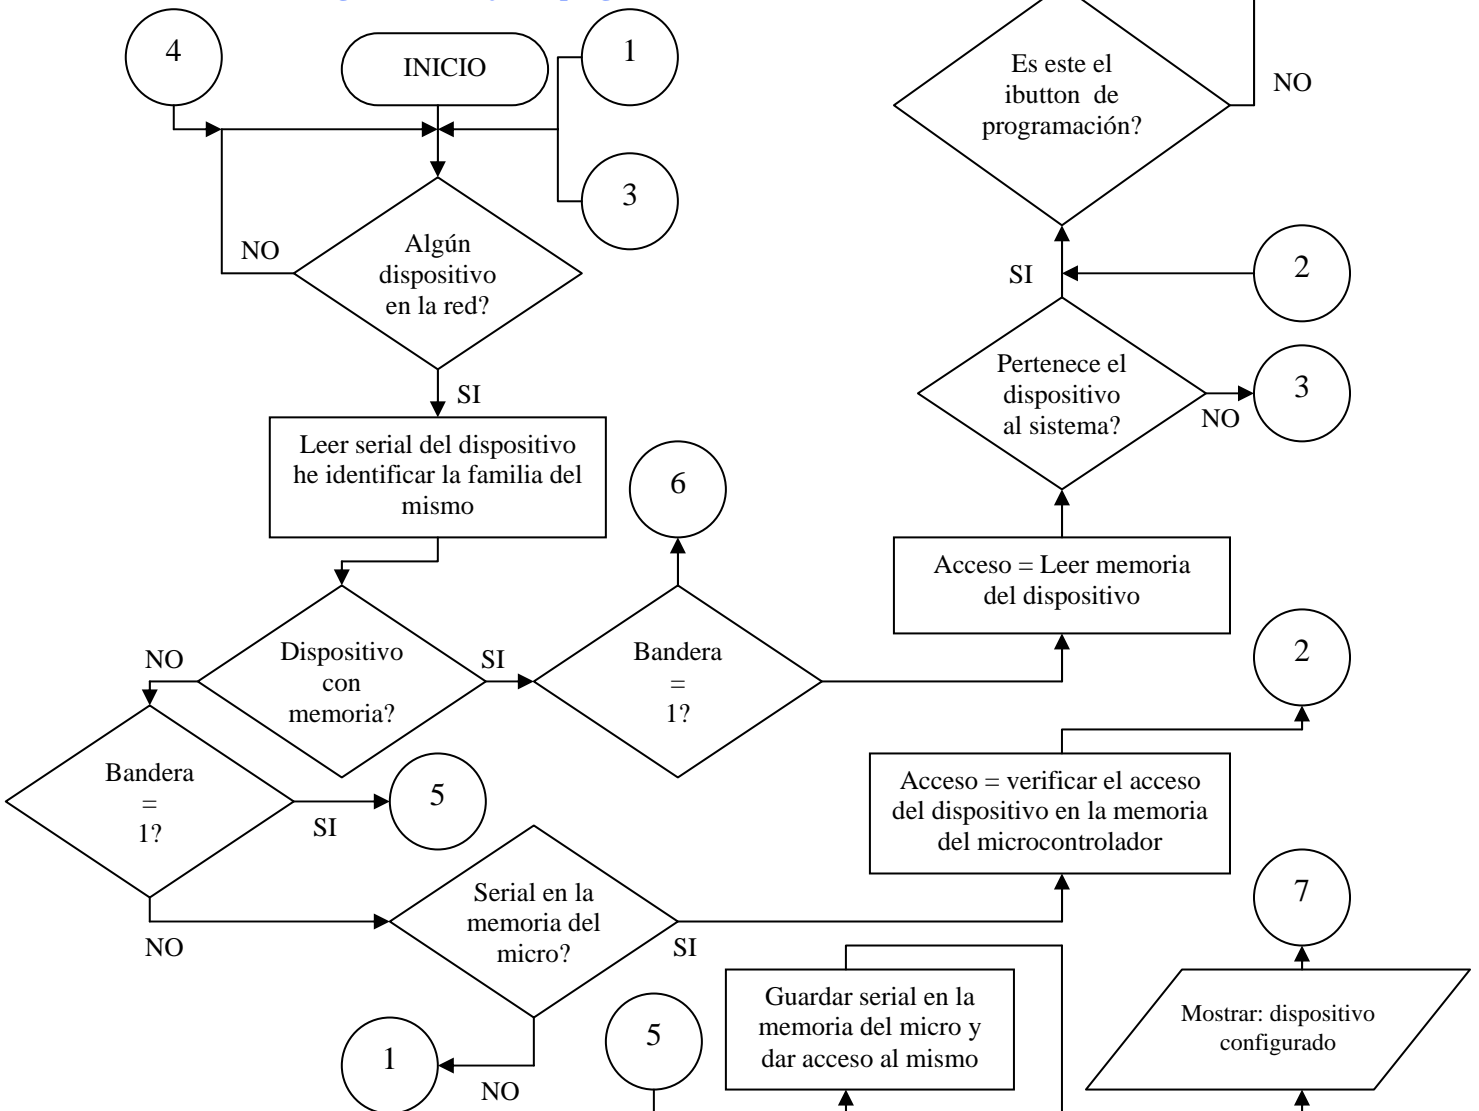 4
INICIO
1
3
NO
Algún
dispositivo
en la red?
SI
Leer serial del dispositivo
he identificar la familia del
mismo
6
NO
Dispositivo
con
memoria?
SI
Bandera
=
1?
Bandera
=
1?
SI
5
NO
Serial en la
memoria del
micro?
SI
NO
1
Es este el
ibutton de
programación?
NO
SI
2
Pertenece el
dispositivo
al sistema?
NO
3
Acceso = Leer memoria
del dispositivo
2
Acceso = verificar el acceso
del dispositivo en la memoria
del microcontrolador
7
5
Guardar serial en la
memoria del micro y
dar acceso al mismo
Mostrar: dispositivo
configurado